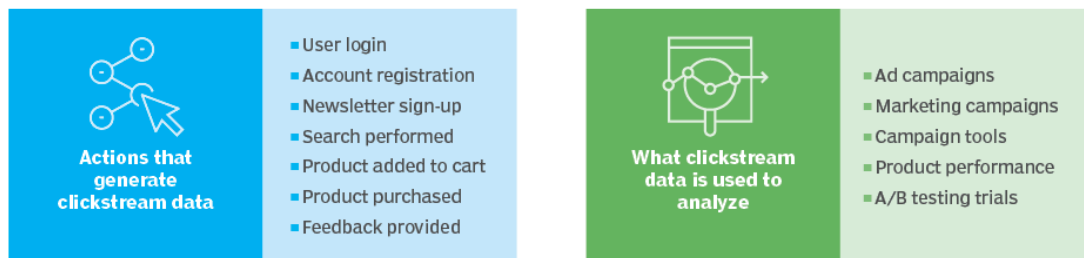 Actions that
generate
clickstream data
User login
Account registration
Newsletter sign-up
Search performed
Product added to cart
Product purchased
Feedback provided
What clickstream
data is used to
analyze
Ad campaigns
Marketing campaigns
Campaign tools
Product performance
A/B testing trials